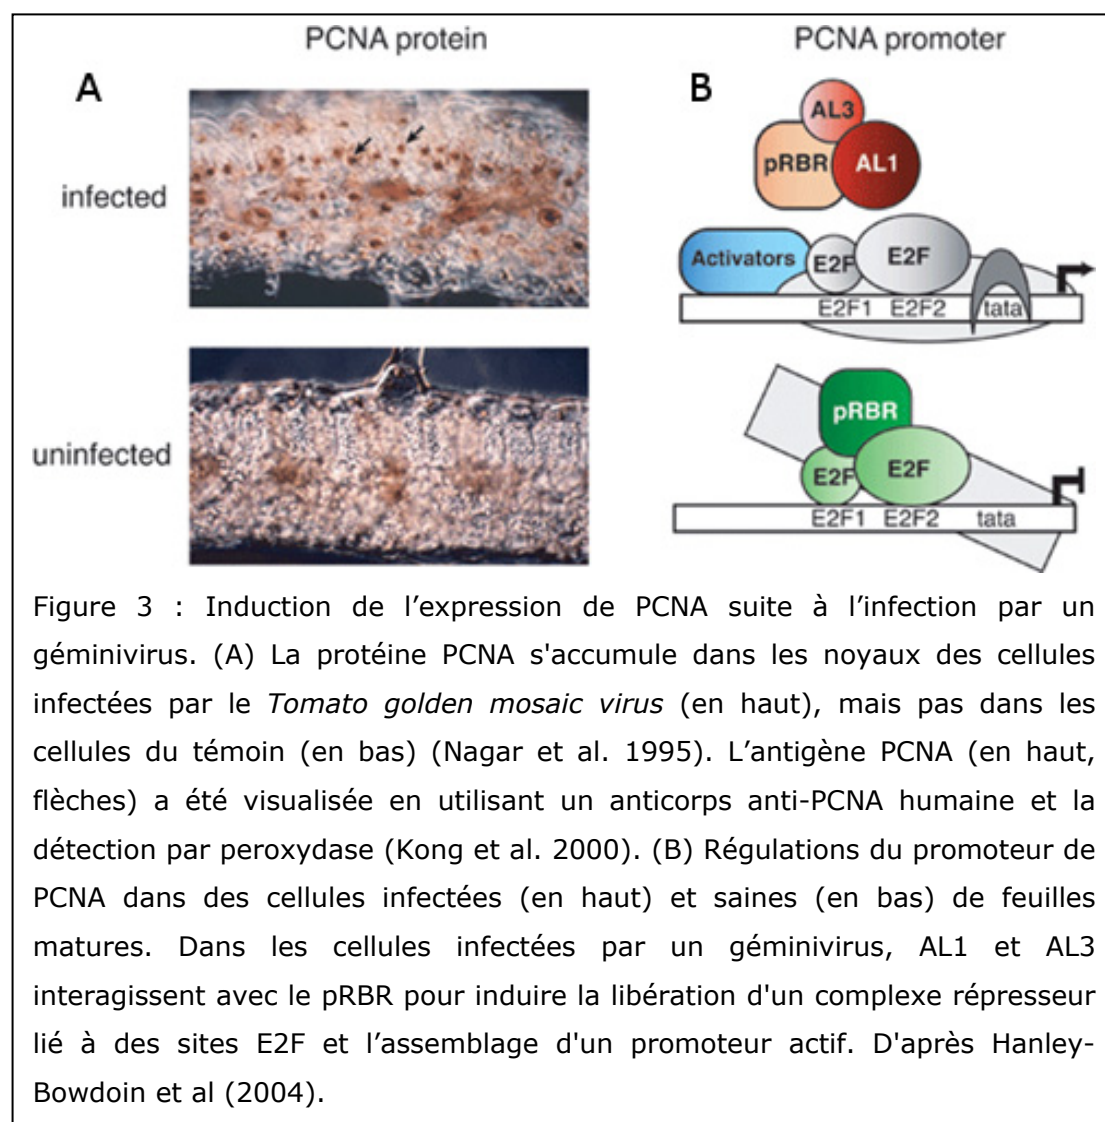 PCNA protein
PCNA promoter
A
B
infected
uninfected
AL3
pRBR
AL1
Activators
E2F
E2F
E2F1
E2F2
tata
pRBR
E2F
E2F
E2F1
E2F2
tata
Figure 3 : Induction de l’expression de PCNA suite à l’infection par un
géminivirus. (A) La protéine PCNA s'accumule dans les noyaux des cellules
infectées par le Tomato golden mosaic virus (en haut), mais pas dans les
cellules du témoin (en bas) (Nagar et al. 1995). L’antigène PCNA (en haut,
flèches) a été visualisée en utilisant un anticorps anti-PCNA humaine et la
détection par peroxydase (Kong et al. 2000). (B) Régulations du promoteur de
PCNA dans des cellules infectées (en haut) et saines (en bas) de feuilles
matures. Dans les cellules infectées par un géminivirus, AL1 et AL3
interagissent avec le pRBR pour induire la libération d'un complexe répresseur
lié à des sites E2F et l’assemblage d'un promoteur actif. D'après Hanley-
Bowdoin et al (2004).